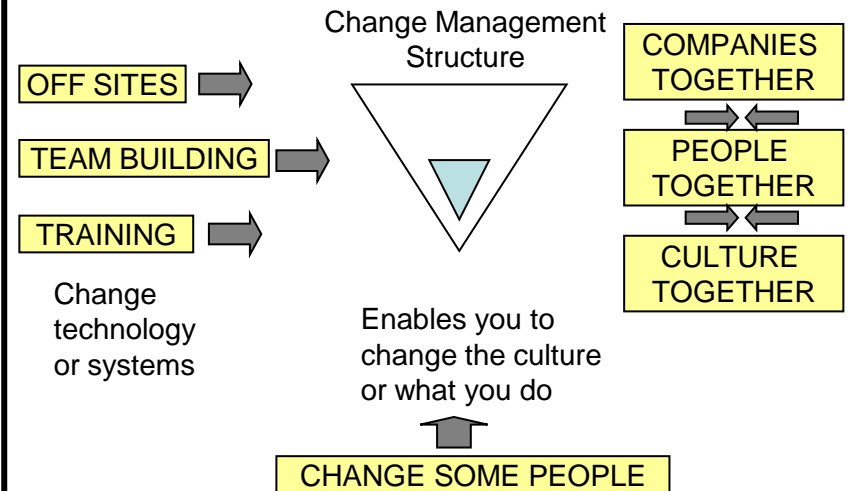 Change Management
Structure
OFF SITES
TEAM BUILDING
TRAINING
Change
technology
or systems
COMPANIES
TOGETHER
PEOPLE
TOGETHER
CULTURE
TOGETHER
Enables you to
change the culture
or what you do
CHANGE SOME PEOPLE